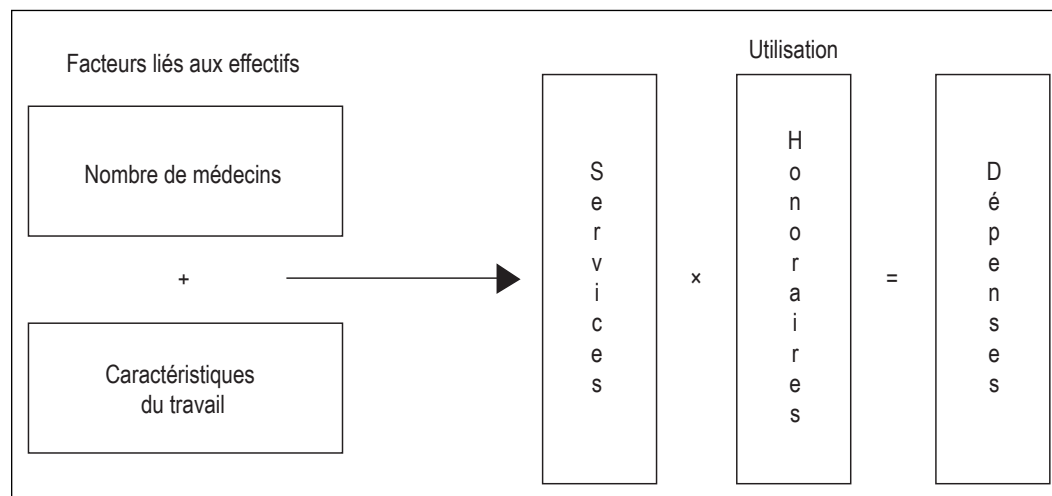 Facteurs liés aux effectifs
Nombre de médecins
+
Caractéristiques
du travail
Utilisation
Services
×
Honoraires
=
Dépenses